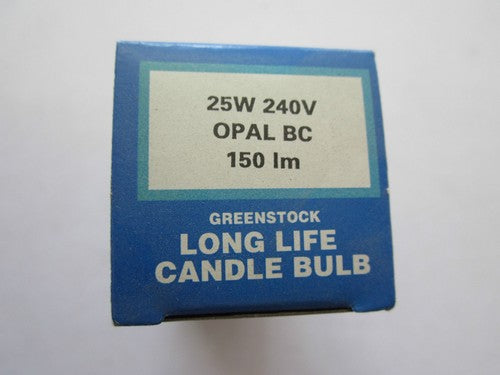 25W 240V
OPAL BC
150 lm
GREENSTOCK
LONG LIFE
CANDLE BULB